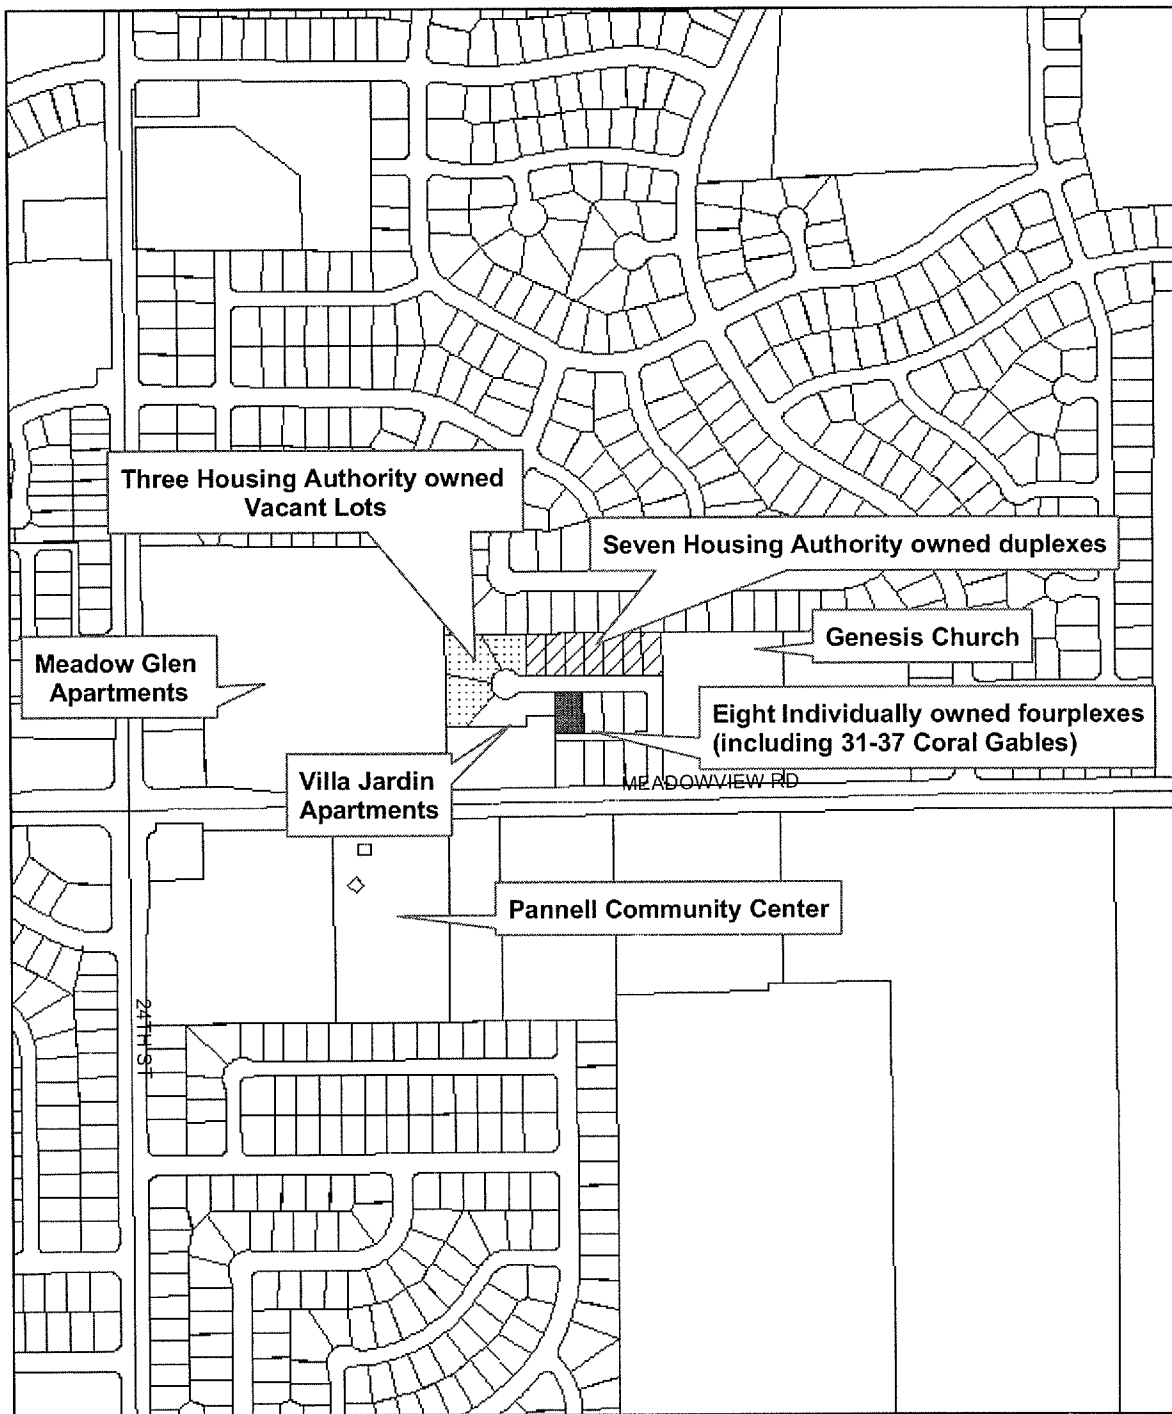 Three Housing Authority owned
Vacant Lots
Seven Housing Authority owned duplexes
Genesis Church
Meadow Glen
Apartments
Eight Individually owned fourplexes
(including 31-37 Coral Gables)
Villa Jardin
Apartments
MEADOWVIEW RD
Pannell Community Center
24TH ST